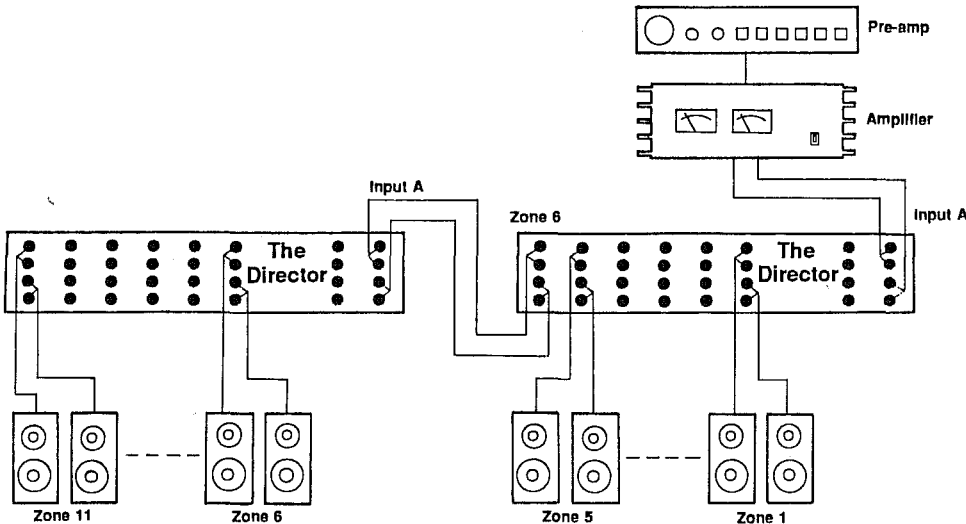 Pre-amp
Amplifier
Input A
Input A
Zone 6
The
Director
The
Director
Zone 11
Zone 6
Zone 5
Zone 1